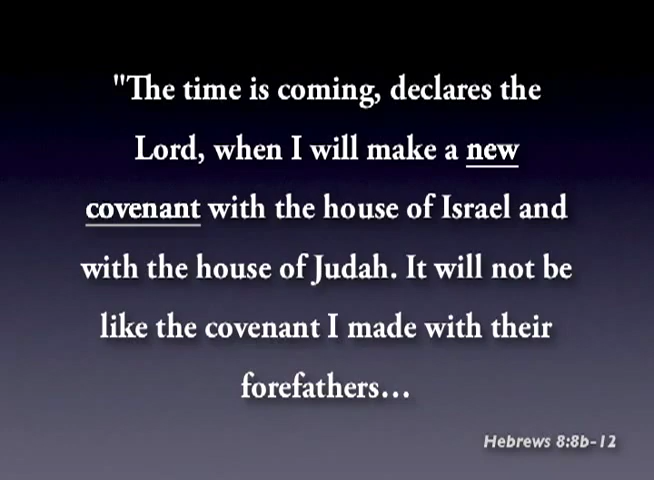 "The time is coming, declares the
Lord, when I will make a new
covenant with the house of Israel and
with the house of Judah. It will not be
like the covenant I made with their
forefathers...
Hebrews 8:8b-12